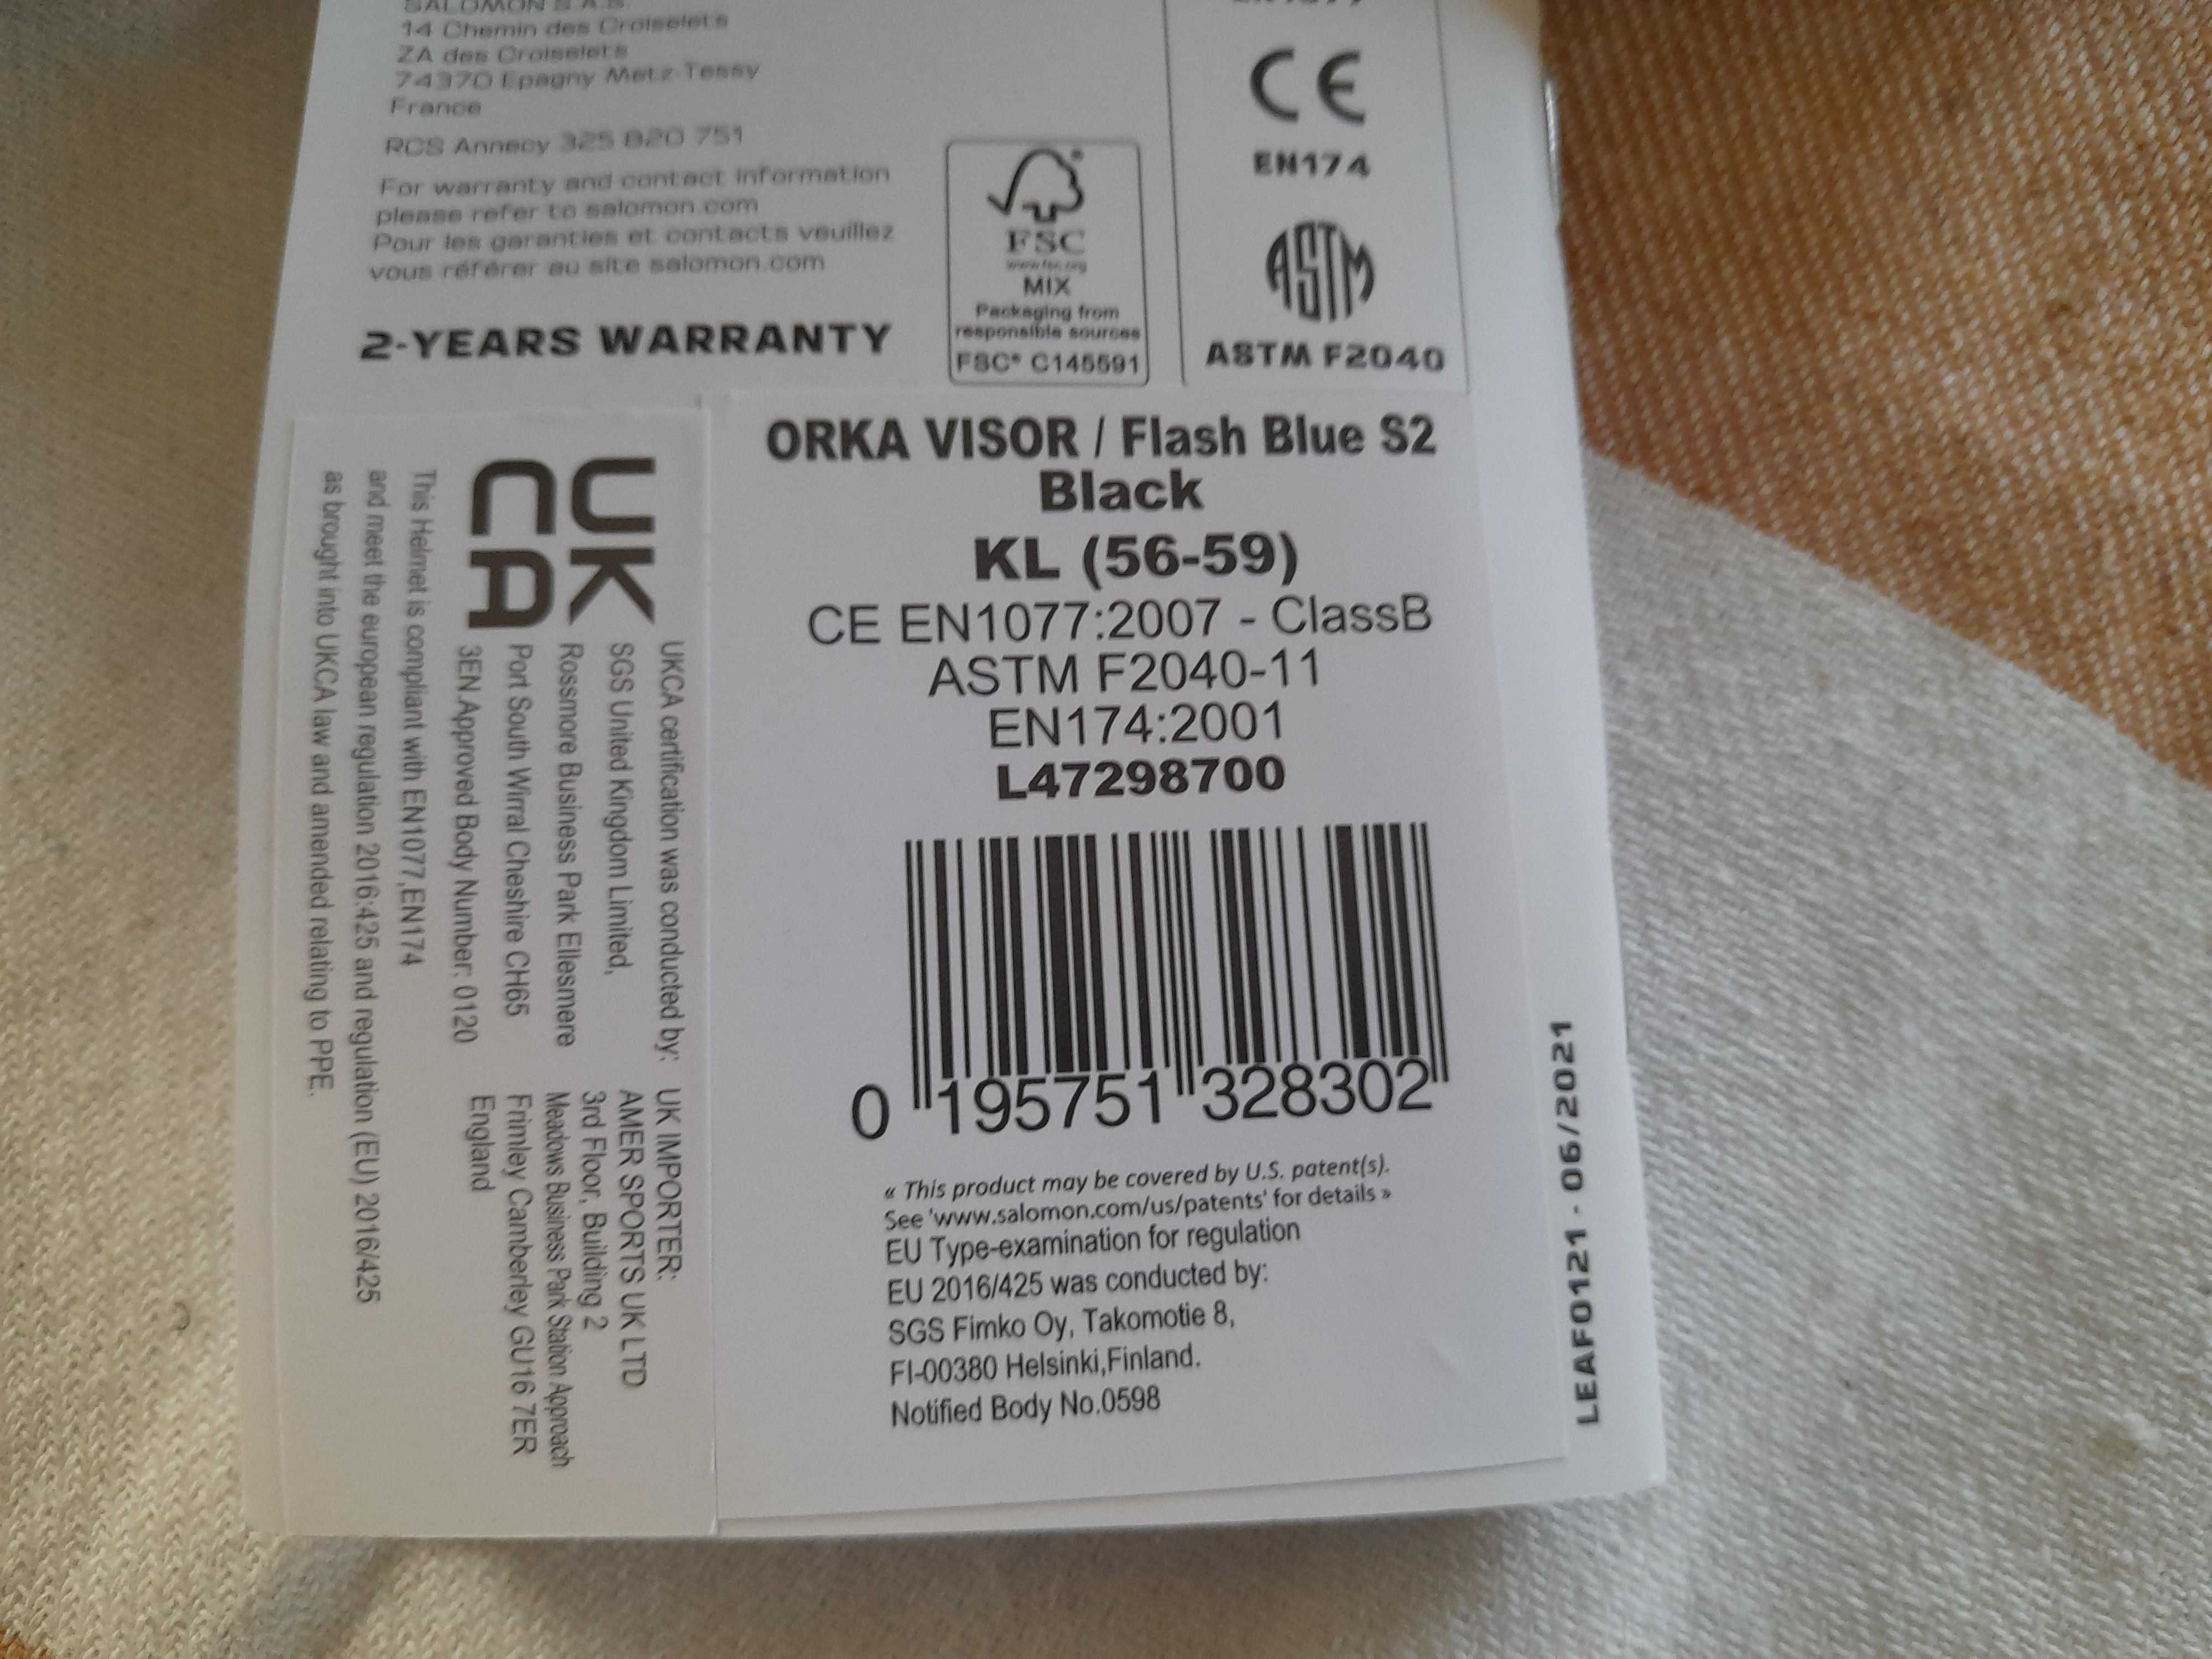 SALOMON S.A.S.
14 Chemin des Croiselets
ZA des Croiselets
74370 Epagny Metz-Tessy
France
RCS Annecy 325 820 751
For warranty and contact information
please refer to salomon.com
Pour les garanties et contacts veuillez
vous référer au site salomon.com
2-YEARS WARRANTY
FSC
www.fsc.org
MIX
Packaging from
responsible sources
FSC® C145591
CE
EN174
ASTM
ASTM F2040
ORKA VISOR / Flash Blue S2
Black
KL (56-59)
CE EN1077:2007 - ClassB
ASTM F2040-11
EN174:2001
L47298700
0 195751 328302
« This product may be covered by U.S. patent(s).
See 'www.salomon.com/us/patents' for details »
EU Type-examination for regulation
EU 2016/425 was conducted by:
SGS Fimko Oy, Takomotie 8,
FI-00380 Helsinki,Finland.
Notified Body No.0598
UK
CA
UKCA certification was conducted by:
SGS United Kingdom Limited,
Rossmore Business Park Ellesmere
Port South Wirral Cheshire CH65
3EN.Approved Body Number: 0120
UK IMPORTER:
AMER SPORTS UK LTD
3rd Floor, Building 2
Meadows Business Park Station Approach
Frimley Camberley GU16 7ER
England
This Helmet is compliant with EN1077,EN174
and meet the european regulation 2016:425 and regulation (EU) 2016/425
as brought into UKCA law and amended relating to PPE.
LEAF0121 - 06/2021